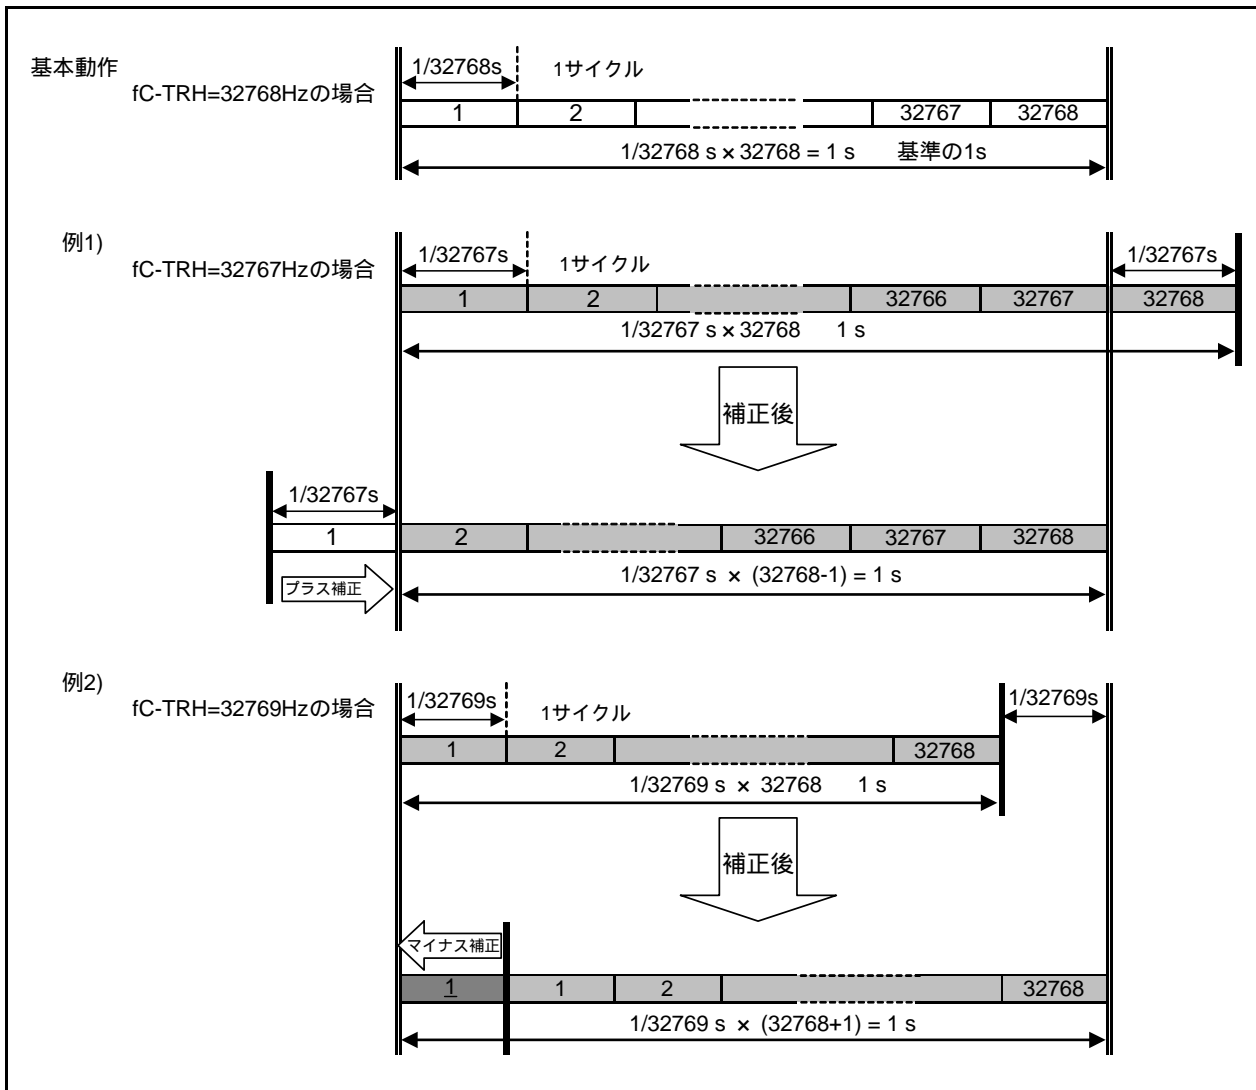 基本動作
fC-TRH=32768Hzの場合
1/32768s
1サイクル
1 2 32767 32768
1/32768 s × 32768 = 1 s 基準の1s
例1)
fC-TRH=32767Hzの場合
1/32767s
1サイクル
1/32767s
1 2 32766 32767 32768
1/32767 s × 32768 1 s
補正後
1/32767s
1 2 32766 32767 32768
プラス補正
1/32767 s × (32768-1) = 1 s
例2)
fC-TRH=32769Hzの場合
1/32769s
1サイクル
1/32769s
1 2 32768
1/32769 s × 32768 1 s
補正後
マイナス補正
1 1 2 32768
1/32769 s × (32768+1) = 1 s